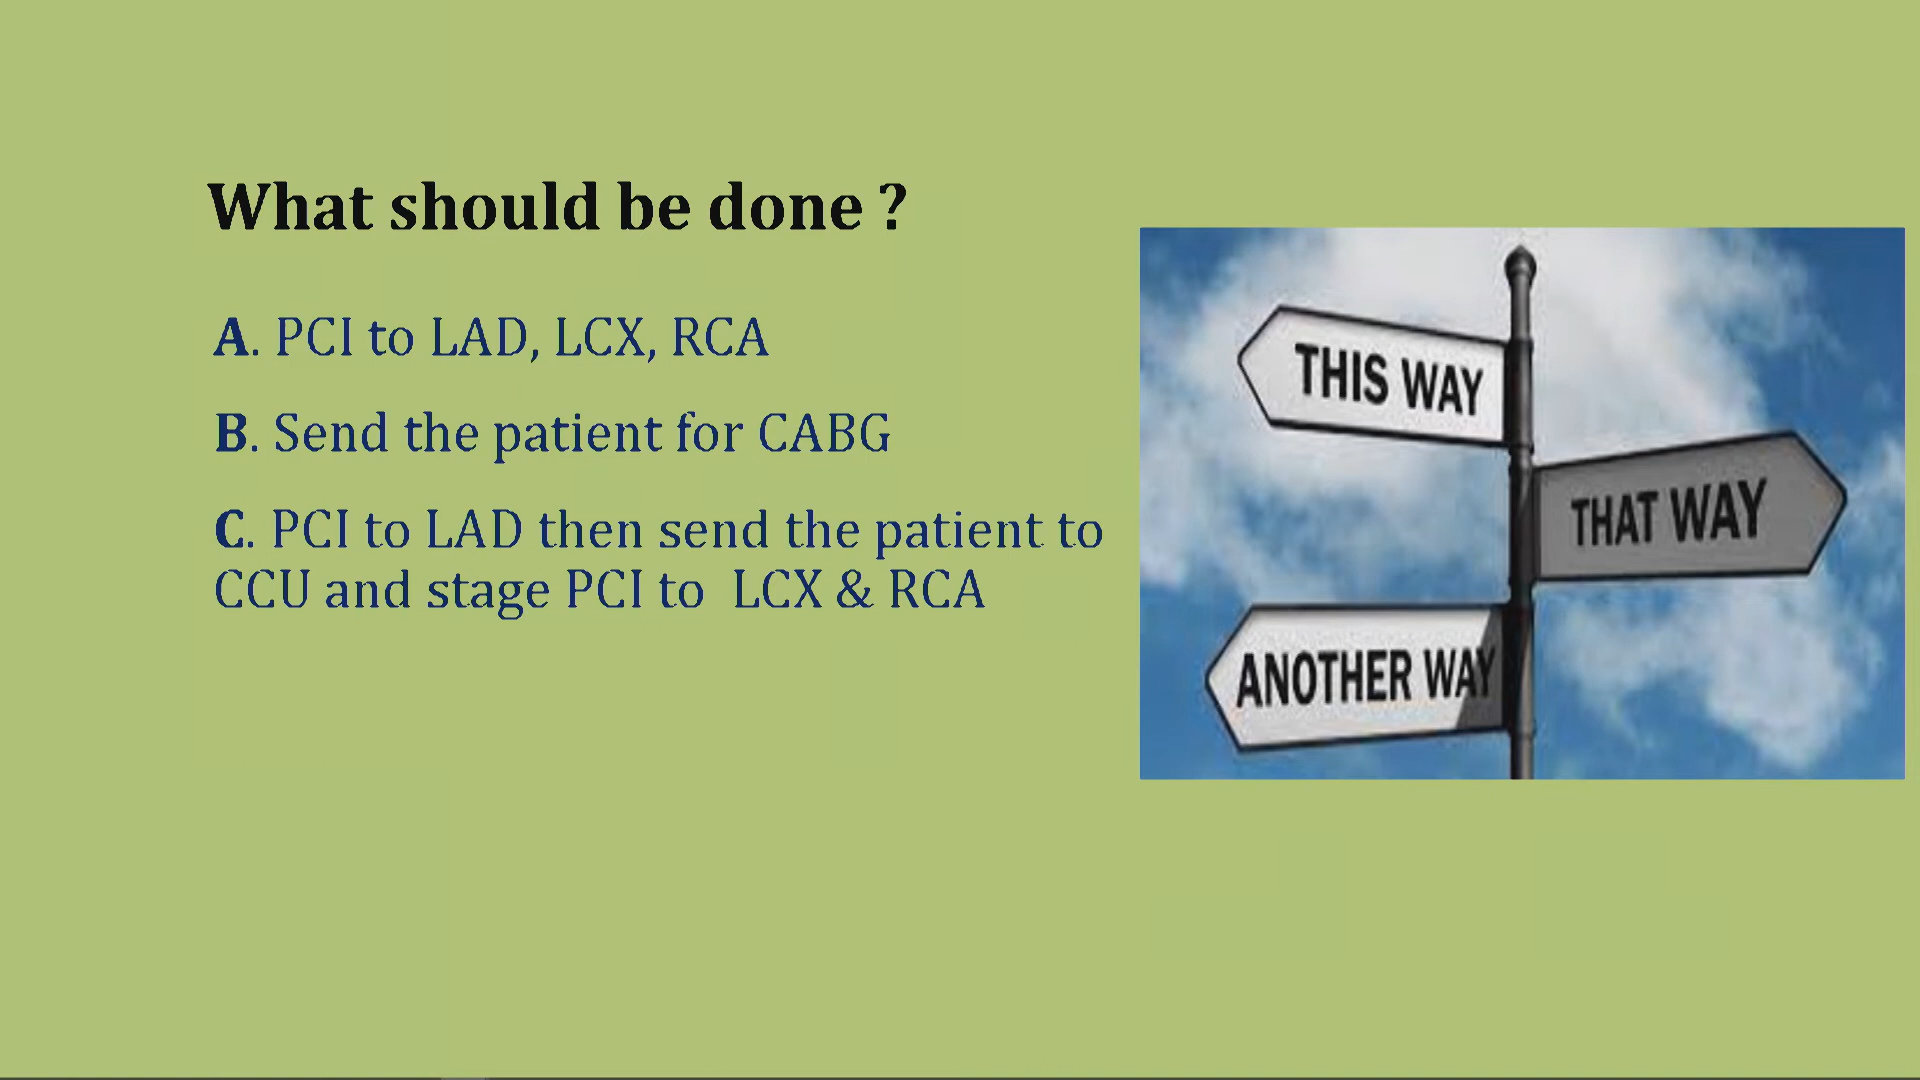 What should be done ?
A. PCI to LAD, LCX, RCA
B. Send the patient for CABG
C. PCI to LAD then send the patient to
CCU and stage PCI to LCX & RCA
THIS WAY
THAT WAY
ANOTHER WAY